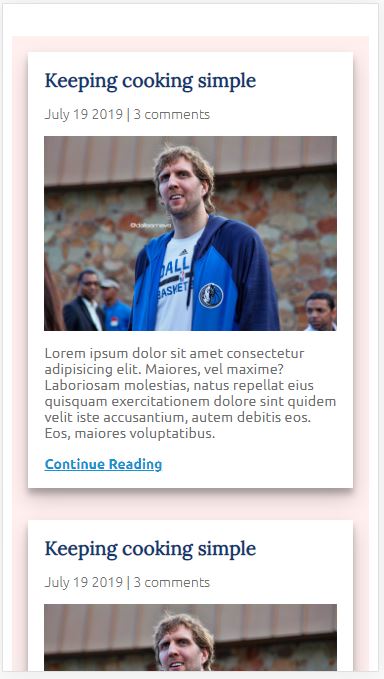 Keeping cooking simple
July 19 2019 | 3 comments
@dallasmavs
DALL
BASKETB
Lorem ipsum dolor sit amet consectetur
adipisicing elit. Maiores, vel maxime?
Laboriosam molestias, natus repellat eius
quisquam exercitationem dolore sint quidem
velit iste accusantium, autem debitis eos.
Eos, maiores voluptatibus.
Continue Reading
Keeping cooking simple
July 19 2019 | 3 comments